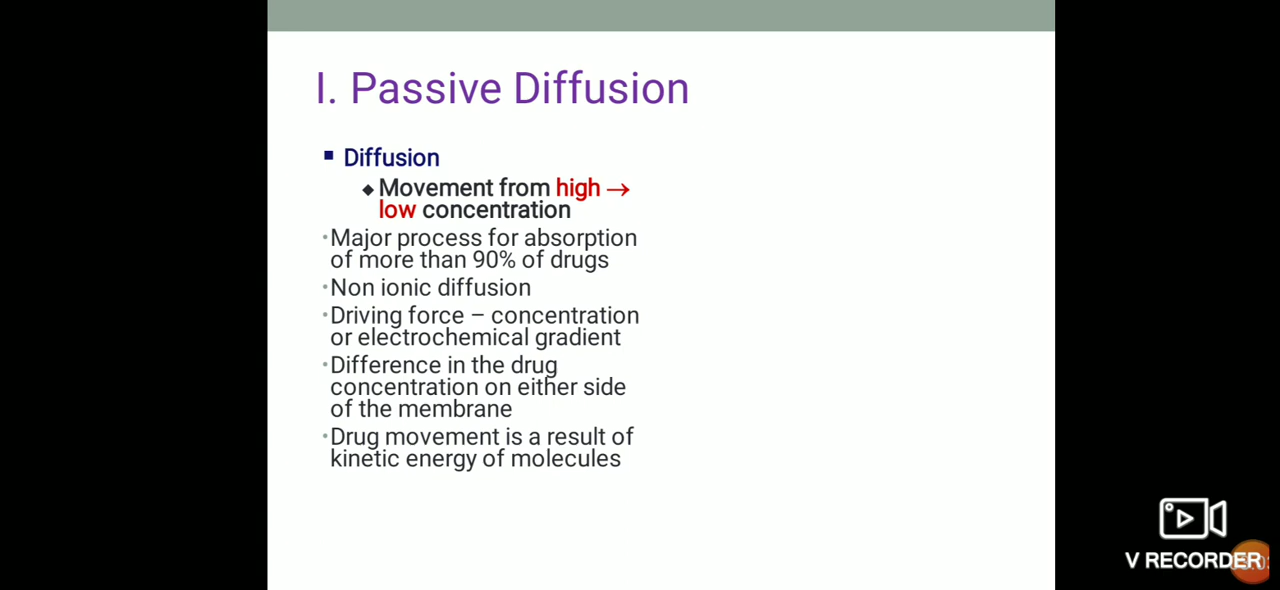 I. Passive Diffusion
▪ Diffusion
◆ Movement from high →
low concentration
•Major process for absorption
of more than 90% of drugs
•Non ionic diffusion
•Driving force – concentration
or electrochemical gradient
•Difference in the drug
concentration on either side
of the membrane
•Drug movement is a result of
kinetic energy of molecules
V RECORDER